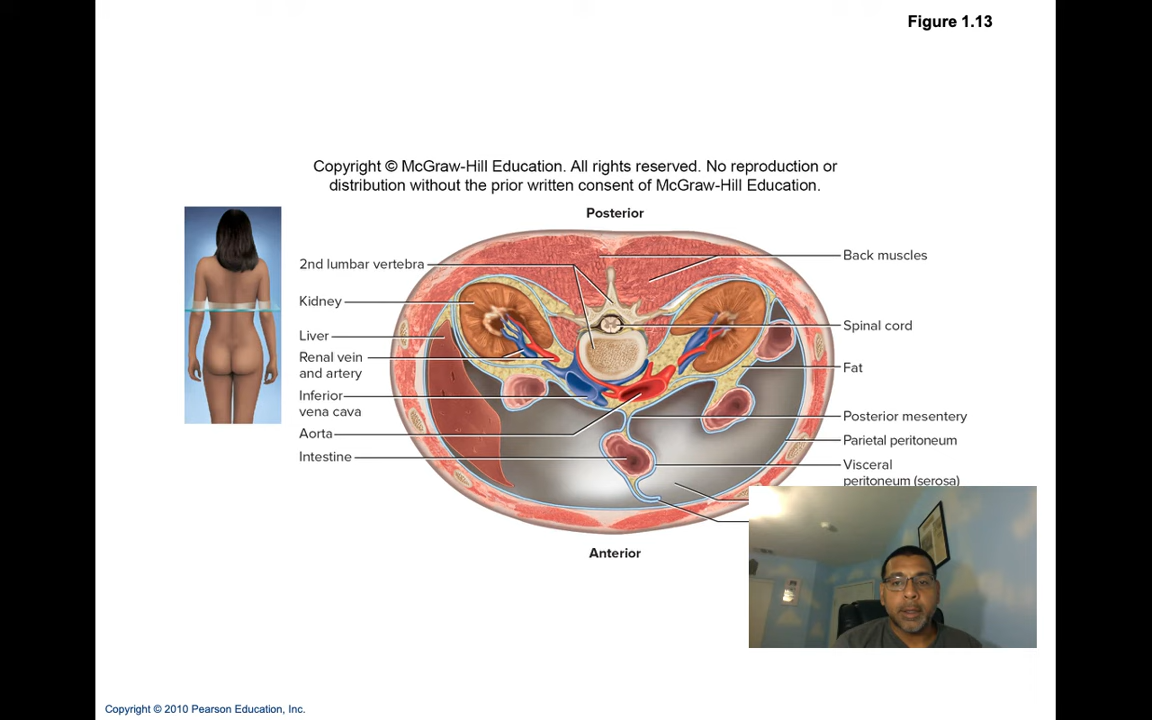 Figure 1.13
Copyright © McGraw-Hill Education. All rights reserved. No reproduction or
distribution without the prior written consent of McGraw-Hill Education.
Posterior
2nd lumbar vertebra
Kidney
Liver
Renal vein
and artery
Inferior
vena cava
Aorta
Intestine
Back muscles
Spinal cord
Fat
Posterior mesentery
Parietal peritoneum
Visceral
peritoneum (serosa)
Anterior
Copyright © 2010 Pearson Education, Inc.